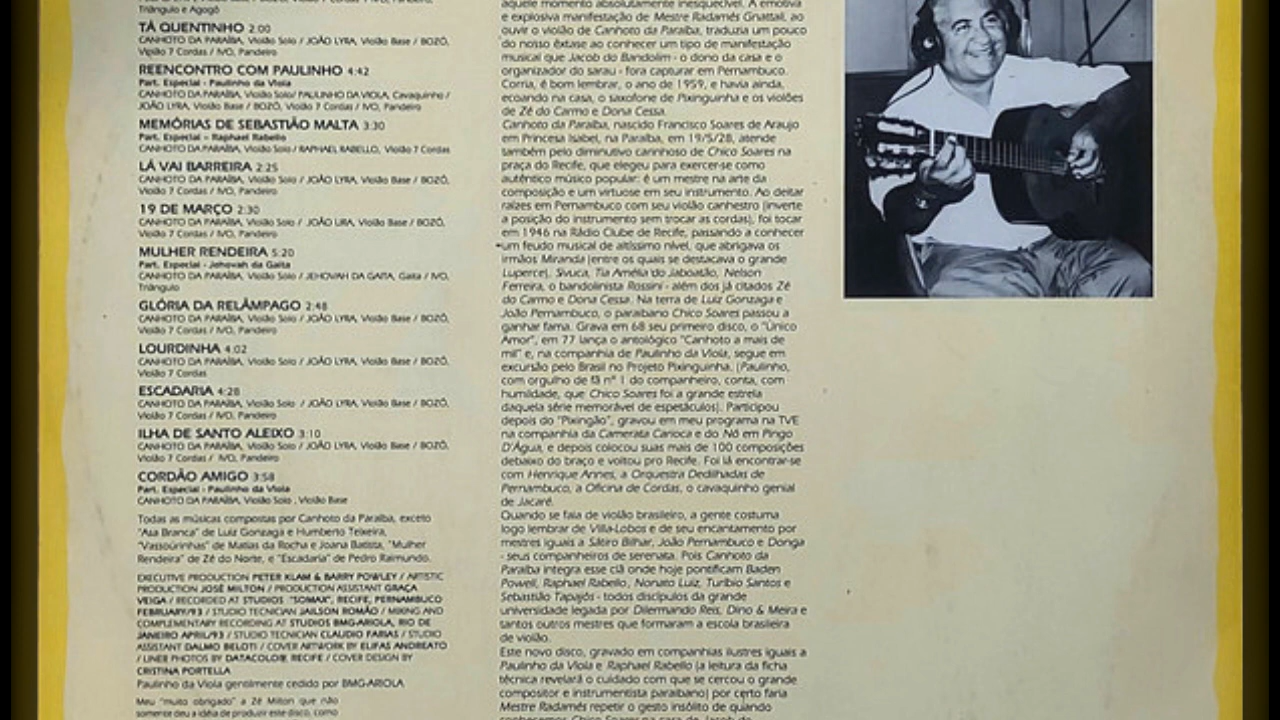 Triângulo e Agogô
TÁ QUENTINHO 2:00
CANHOTO DA PARAÍBA, Violão Solo / JOÃO LYRA, Violão Base / BOZÓ,
Violão 7 Cordas / IVO, Pandeiro
REENCONTRO COM PAULINHO 4:42
Part. Especial - Paulinho da Viola
CANHOTO DA PARAÍBA, Violão Solo/ PAULINHO DA VIOLA, Cavaquinho /
JOÃO LYRA, Violão Base / BOZÓ, Violão 7 Cordas / IVO, Pandeiro
MEMÓRIAS DE SEBASTIÃO MALTA 3:30
Part. Especial - Raphael Rabello
CANHOTO DA PARAÍBA, Violão Solo / RAPHAEL RABELLO, Violão 7 Cordas
LÁ VAI BARREIRA 2:25
CANHOTO DA PARAÍBA, Violão Solo / JOÃO LYRA, Violão Base / BOZÓ,
Violão 7 Cordas / IVO, Pandeiro
19 DE MARÇO 2:30
CANHOTO DA PARAÍBA, Violão Solo / JOÃO LIRA, Violão Base / BOZÓ,
Violão 7 Cordas / IVO, Pandeiro
MULHER RENDEIRA 5:20
Part. Especial - Jehovah da Gaita
CANHOTO DA PARAÍBA, Violão Solo / JEHOVAH DA GAITA, Gaita / IVO,
Triângulo
GLÓRIA DA RELÂMPAGO 2:48
CANHOTO DA PARAÍBA, Violão Solo / JOÃO LYRA, Violão Base / BOZÓ,
Violão 7 Cordas / IVO, Pandeiro
LOURDINHA 4:02
CANHOTO DA PARAÍBA, Violão Solo / JOÃO LYRA, Violão Base / BOZÓ,
Violão 7 Cordas
ESCADARIA 4:28
CANHOTO DA PARAÍBA, Violão Solo / JOÃO LYRA, Violão Base / BOZÓ,
Violão 7 Cordas / IVO, Pandeiro
ILHA DE SANTO ALEIXO 3:10
CANHOTO DA PARAÍBA, Violão Solo / JOÃO LYRA, Violão Base / BOZÓ,
Violão 7 Cordas / IVO, Pandeiro
CORDÃO AMIGO 3:58
Part. Especial - Paulinho da Viola
CANHOTO DA PARAÍBA, Violão Solo , Violão Base
Todas as músicas compostas por Canhoto da Paraíba, exceto
"Asa Branca" de Luiz Gonzaga e Humberto Teixeira,
"Vassourinhas" de Matias da Rocha e Joana Batista, "Mulher
Rendeira" de Zé do Norte, e "Escadaria" de Pedro Raimundo.
EXECUTIVE PRODUCTION PETER KLAM & BARRY POWLEY / ARTISTIC
PRODUCTION JOSÉ MILTON / PRODUCTION ASSISTANT GRAÇA
VEIGA / RECORDED AT STUDIOS "SOMAX", RECIFE, PERNAMBUCO
FEBRUARY/93 / STUDIO TECNICIAN JAILSON ROMÃO / MIXING AND
COMPLEMENTARY RECORDING AT STUDIOS BMG-ARIOLA, RIO DE
JANEIRO APRIL/93 / STUDIO TECNICIAN CLAUDIO FARIAS / STUDIO
ASSISTANT DALMO BELOTI / COVER ARTWORK BY ELIFAS ANDREATO
/ LINER PHOTOS BY DATACOLOR, RECIFE / COVER DESIGN BY
CRISTINA PORTELLA
Paulinho da Viola gentilmente cedido por BMG-ARIOLA
Meu "muito obrigado" a Zé Milton que não
somente deu a idéia de produzir este disco, como
aquele momento absolutamente inesquecível. A emotiva
e explosiva manifestação de Mestre Radamés Gnattali, ao
ouvir o violão de Canhoto da Paraíba, traduzia um pouco
do nosso êxtase ao conhecer um tipo de manifestação
musical que Jacob do Bandolim - o dono da casa e o
organizador do sarau - fora capturar em Pernambuco.
Corria, é bom lembrar, o ano de 1959, e havia ainda,
ecoando na casa, o saxofone de Pixinguinha e os violões
de Zé do Carmo e Dona Cessa.
Canhoto da Paraíba, nascido Francisco Soares de Araujo
em Princesa Isabel, na Paraíba, em 19/5/28, atende
também pelo diminutivo carinhoso de Chico Soares na
praça do Recife, que elegeu para exercer-se como
autêntico músico popular: é um mestre na arte da
composição e um virtuose em seu instrumento. Ao deitar
raízes em Pernambuco com seu violão canhestro (inverte
a posição do instrumento sem trocar as cordas), foi tocar
em 1946 na Rádio Clube de Recife, passando a conhecer
um feudo musical de altíssimo nível, que abrigava os
irmãos Miranda (entre os quais se destacava o grande
Luperce), Sivuca, Tia Amélia do Jaboatão, Nelson
Ferreira, o bandolinista Rossini - além dos já citados Zé
do Carmo e Dona Cessa. Na terra de Luiz Gonzaga e
João Pernambuco, o paraibano Chico Soares passou a
ganhar fama. Grava em 68 seu primeiro disco, o "Único
Amor", em 77 lança o antológico "Canhoto a mais de
mil" e, na companhia de Paulinho da Viola, segue em
excursão pelo Brasil no Projeto Pixinguinha. (Paulinho,
com orgulho de fã nº 1 do companheiro, conta, com
humildade, que Chico Soares foi a grande estrela
daquela série memorável de espetáculos). Participou
depois do "Pixingão", gravou em meu programa na TVE
na companhia da Camerata Carioca e do Nó em Pingo
D'Água, e depois colocou suas mais de 100 composições
debaixo do braço e voltou pro Recife. Foi lá encontrar-se
com Henrique Annes, a Orquestra Dedilhadas de
Pernambuco, a Oficina de Cordas, o cavaquinho genial
de Jacaré.
Quando se fala de violão brasileiro, a gente costuma
logo lembrar de Villa-Lobos e de seu encantamento por
mestres iguais a Sátiro Bilhar, João Pernambuco e Donga
- seus companheiros de serenata. Pois Canhoto da
Paraíba integra esse clã onde hoje pontificam Baden
Powell, Raphael Rabello, Nonato Luiz, Turíbio Santos e
Sebastião Tapajós - todos discípulos da grande
universidade legada por Dilermando Reis, Dino & Meira e
tantos outros mestres que formaram a escola brasileira
de violão.
Este novo disco, gravado em companhias ilustres iguais a
Paulinho da Viola e Raphael Rabello (a leitura da ficha
técnica revelará o cuidado com que se cercou o grande
compositor e instrumentista paraibano) por certo faria
Mestre Radamés repetir o gesto insólito de quando